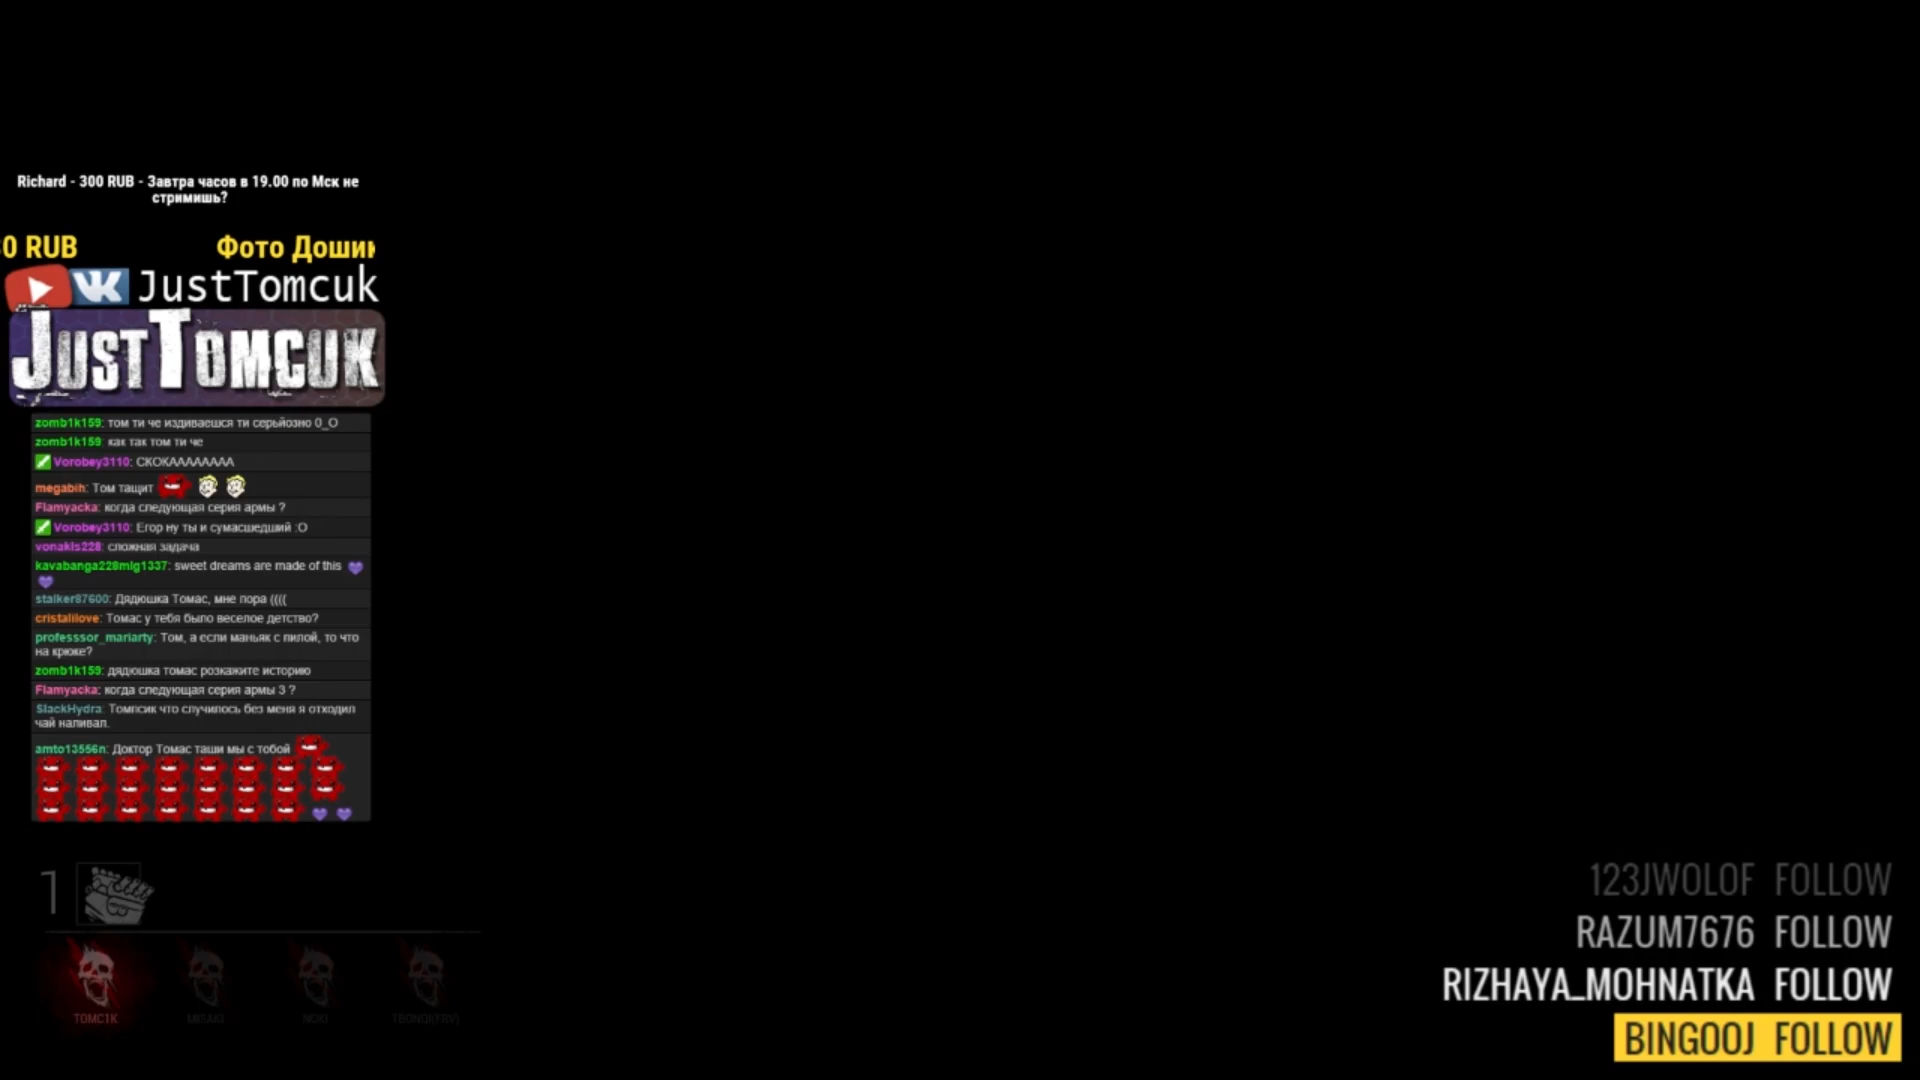 Richard - 300 RUB - Завтра часов в 19.00 по Мск не
стримишь?
0 RUB Фото Дошик
JustTomcuk
JUSTTOMCUK
zomb1k159: том ти че издиваешся ти серьйозно 0_О
zomb1k159: как так том ти че
Vorobey3110: СКОКАААААААА
megabih: Том тащит
Flamyacka: когда следующая серия армы ?
Vorobey3110: Егор ну ты и сумасшедший :О
vonakis228: сложная задача
kavabanga228mlg1337: sweet dreams are made of this
stalker87600: Дядюшка Томас, мне пора ((((
cristalilove: Томас у тебя было веселое детство?
professsor_mariarty: Том, а если маньяк с пилой, то что
на крюке?
zomb1k159: дядюшка томас розкажите историю
Flamyacka: когда следующая серия армы 3 ?
SlackHydra: Томпсик что случилось без меня я отходил
чай наливал.
amto13556n: Доктор Томас таши мы с тобой
1
TOMC1K MISAKI NOKI
123JWOLOF FOLLOW
RAZUM7676 FOLLOW
RIZHAYA_MOHNATKA FOLLOW
BINGOOJ FOLLOW